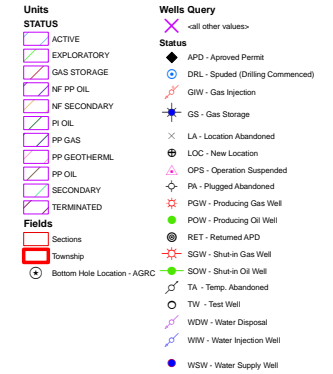 Units
STATUS
ACTIVE
EXPLORATORY
GAS STORAGE
NF PP OIL
NF SECONDARY
PI OIL
PP GAS
PP GEOTHERML
PP OIL
SECONDARY
TERMINATED
Fields
Sections
Township
Bottom Hole Location - AGRC
Wells Query
<all other values>
Status
APD - Aproved Permit
DRL - Spuded (Drilling Commenced)
GIW - Gas Injection
GS - Gas Storage
LA - Location Abandoned
LOC - New Location
OPS - Operation Suspended
PA - Plugged Abandoned
PGW - Producing Gas Well
POW - Producing Oil Well
RET - Returned APD
SGW - Shut-in Gas Well
SOW - Shut-in Oil Well
TA - Temp. Abandoned
TW - Test Well
WDW - Water Disposal
WIW - Water Injection Well
WSW - Water Supply Well